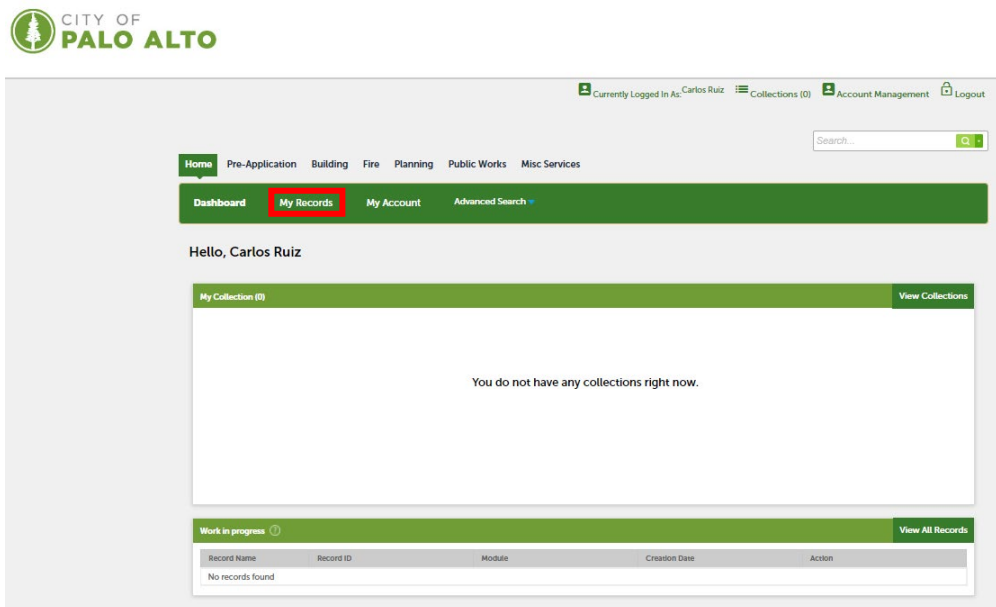 CITY OF
PALO ALTO
Currently Logged In As: Carlos Ruiz Collections (0) Account Management Logout
Search...
Home Pre-Application Building Fire Planning Public Works Misc Services
Dashboard My Records My Account Advanced Search
Hello, Carlos Ruiz
My Collection (0) View Collections
You do not have any collections right now.
Work in progress ? View All Records
Record Name Record ID Module Creation Date Action
No records found